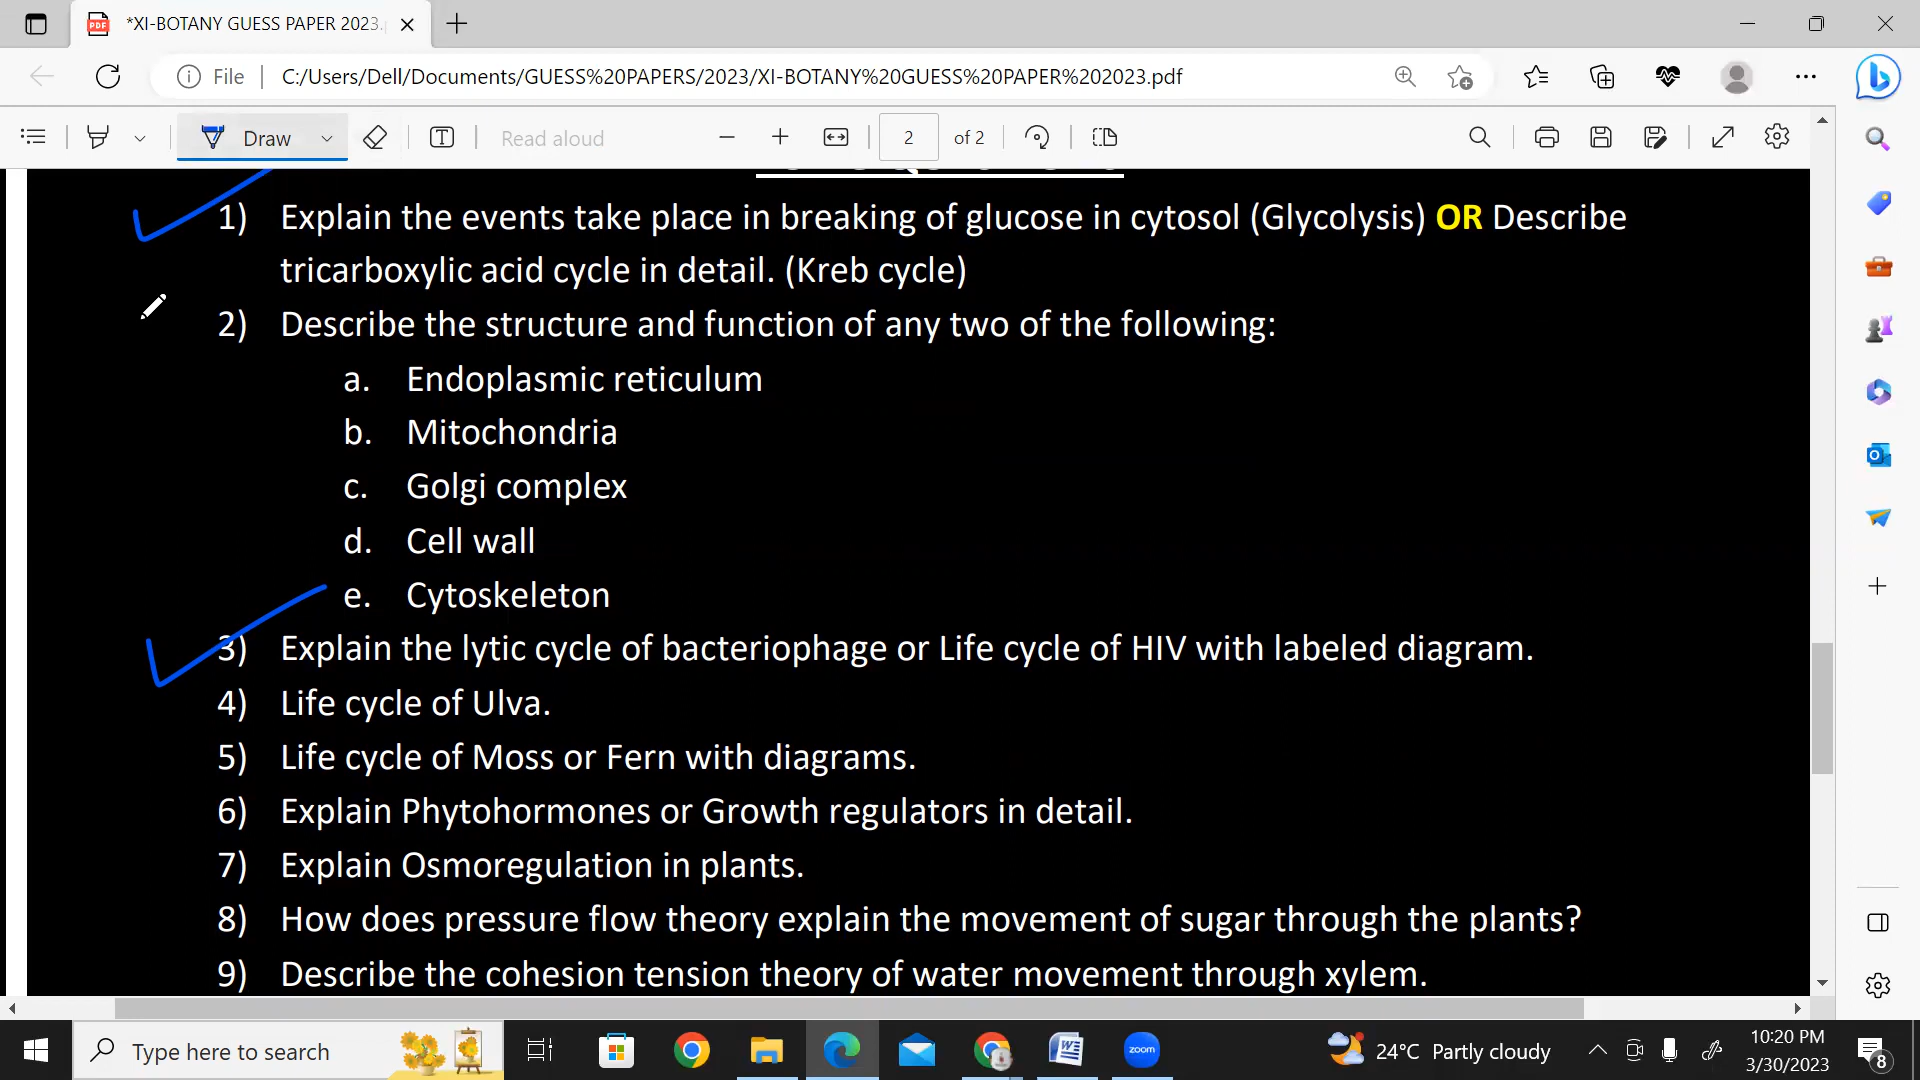 *XI-BOTANY GUESS PAPER 2023.
File
C:/Users/Dell/Documents/GUESS%20PAPERS/2023/XI-BOTANY%20GUESS%20PAPER%202023.pdf
Draw
Read aloud
2
of 2
1) Explain the events take place in breaking of glucose in cytosol (Glycolysis) OR Describe
tricarboxylic acid cycle in detail. (Kreb cycle)
2) Describe the structure and function of any two of the following:
a. Endoplasmic reticulum
b. Mitochondria
c. Golgi complex
d. Cell wall
e. Cytoskeleton
3) Explain the lytic cycle of bacteriophage or Life cycle of HIV with labeled diagram.
4) Life cycle of Ulva.
5) Life cycle of Moss or Fern with diagrams.
6) Explain Phytohormones or Growth regulators in detail.
7) Explain Osmoregulation in plants.
8) How does pressure flow theory explain the movement of sugar through the plants?
9) Describe the cohesion tension theory of water movement through xylem.
Type here to search
zoom
24°C Partly cloudy
10:20 PM
3/30/2023
8